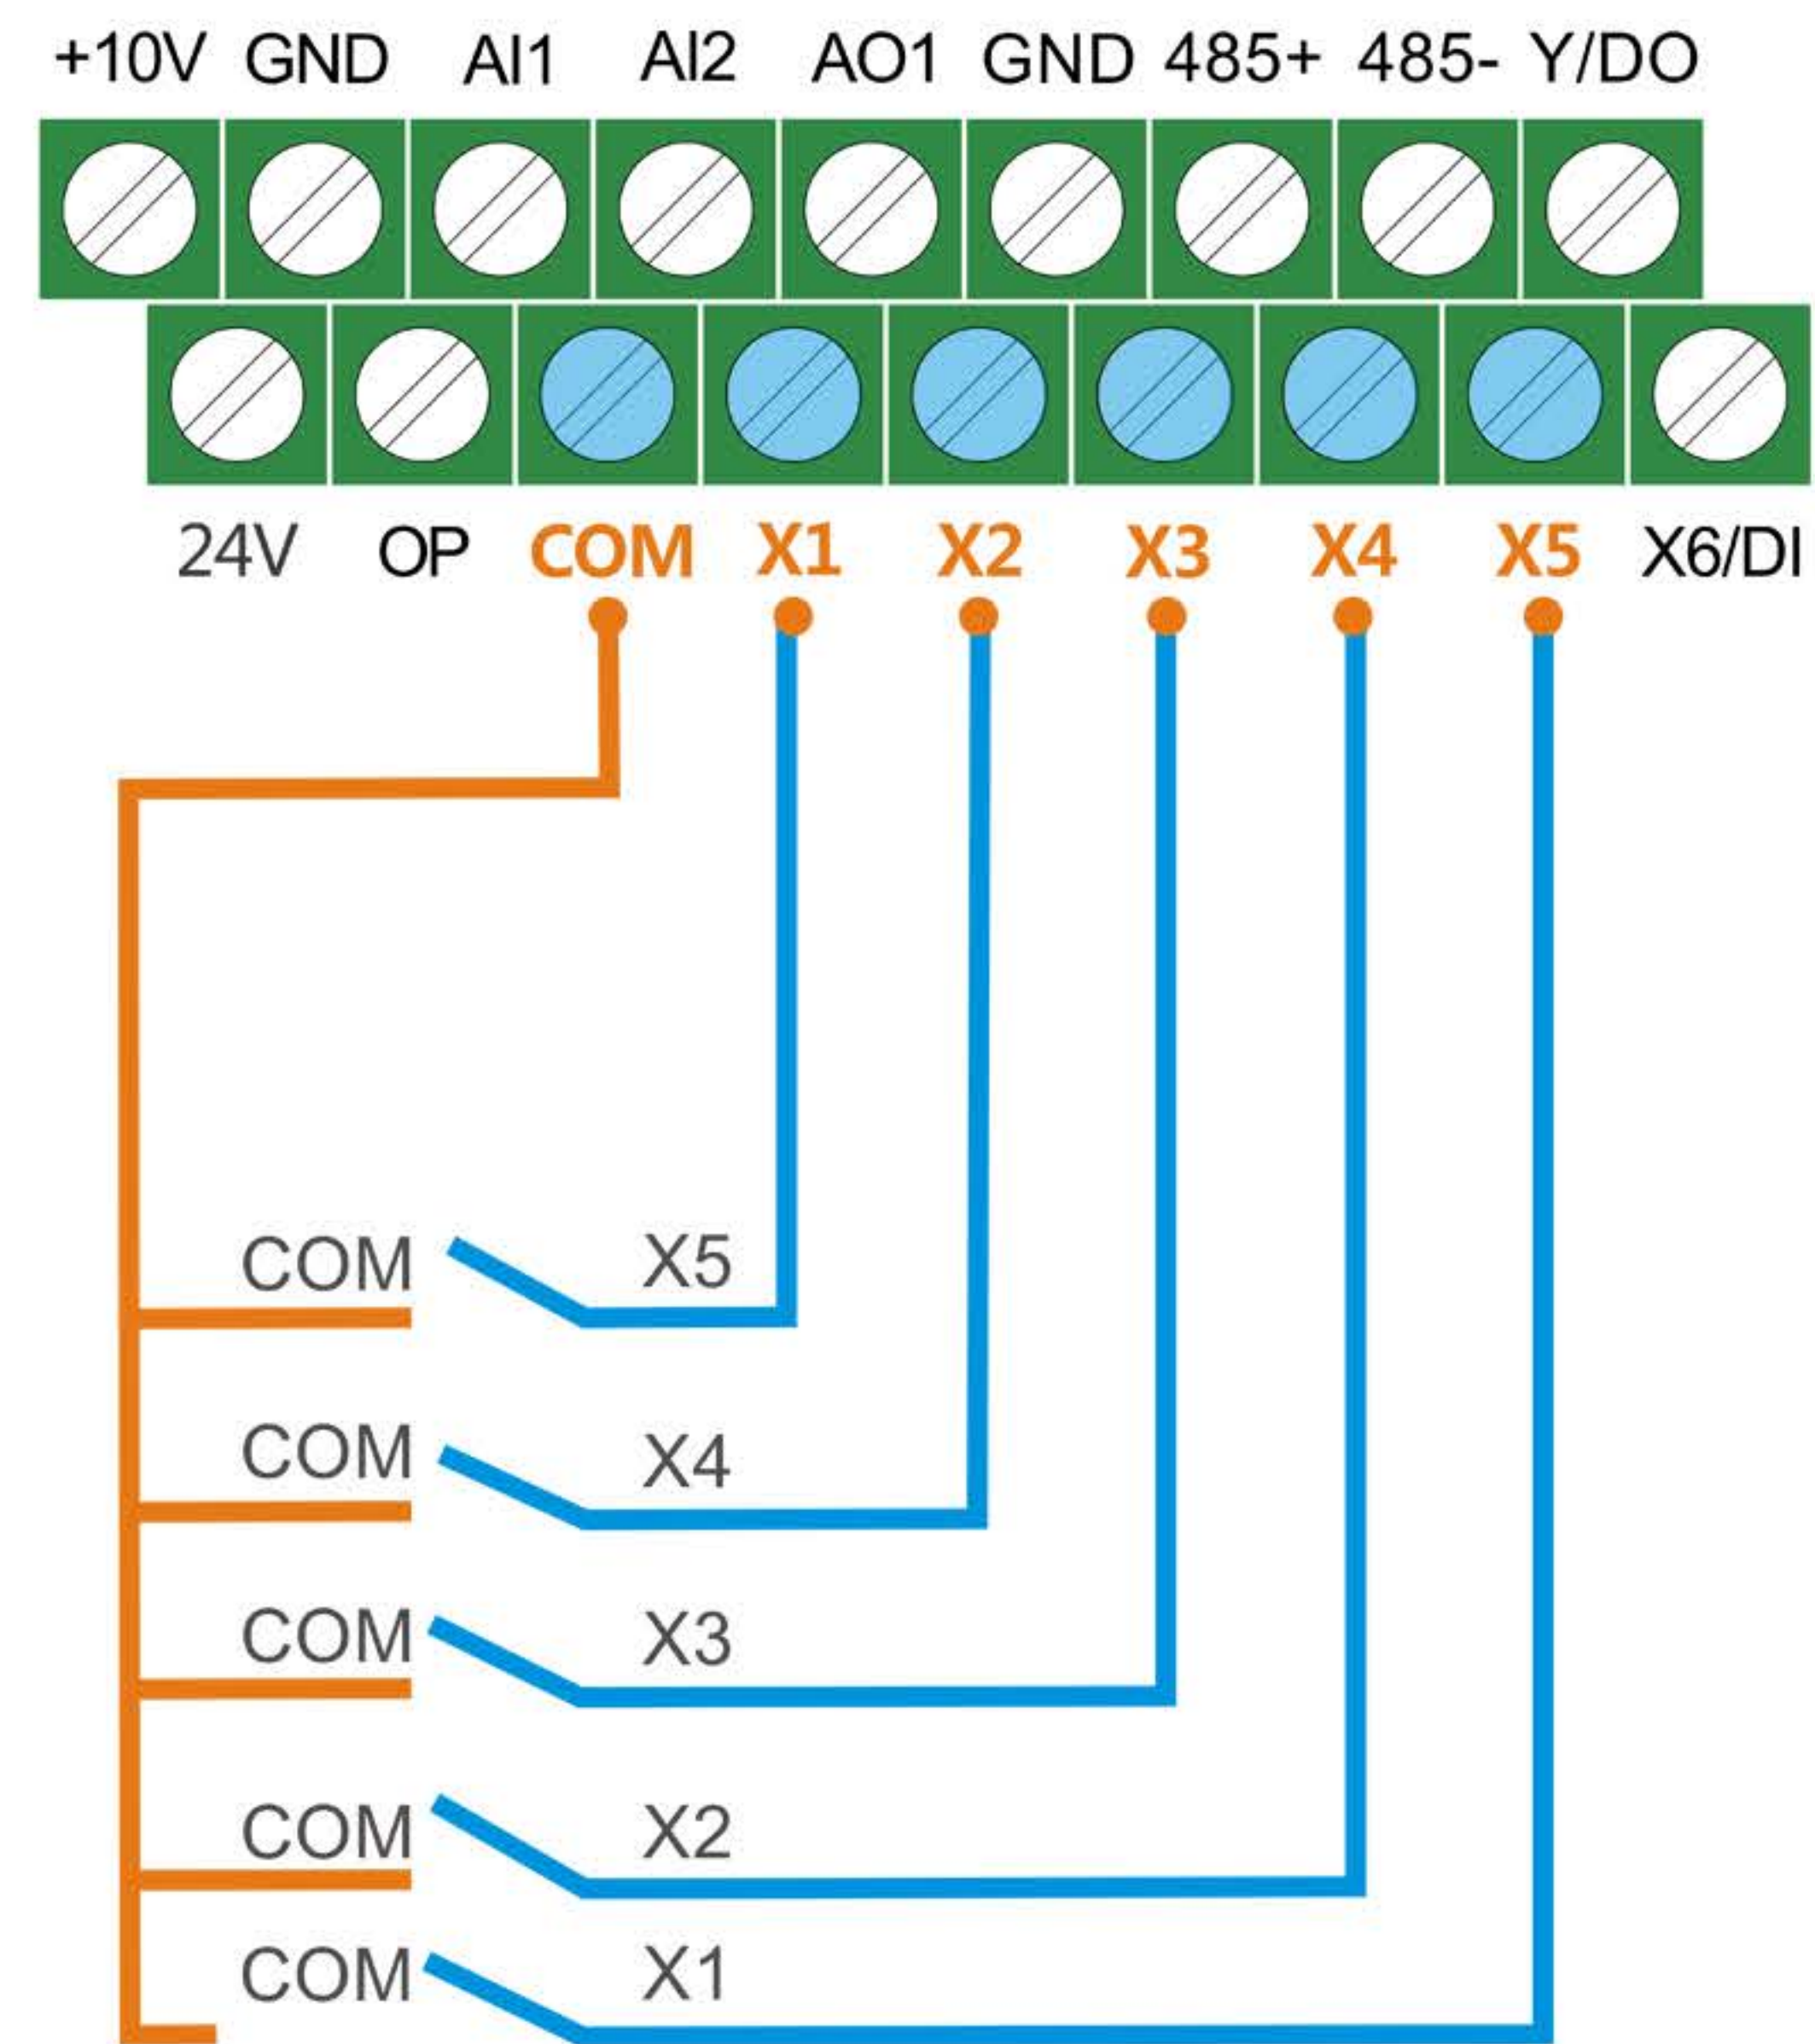 +10V GND AI1 AI2 AO1 GND 485+ 485- Y/DO
24V OP COM X1 X2 X3 X4 X5 X6/DI
COM X5
COM X4
COM X3
COM X2
COM X1